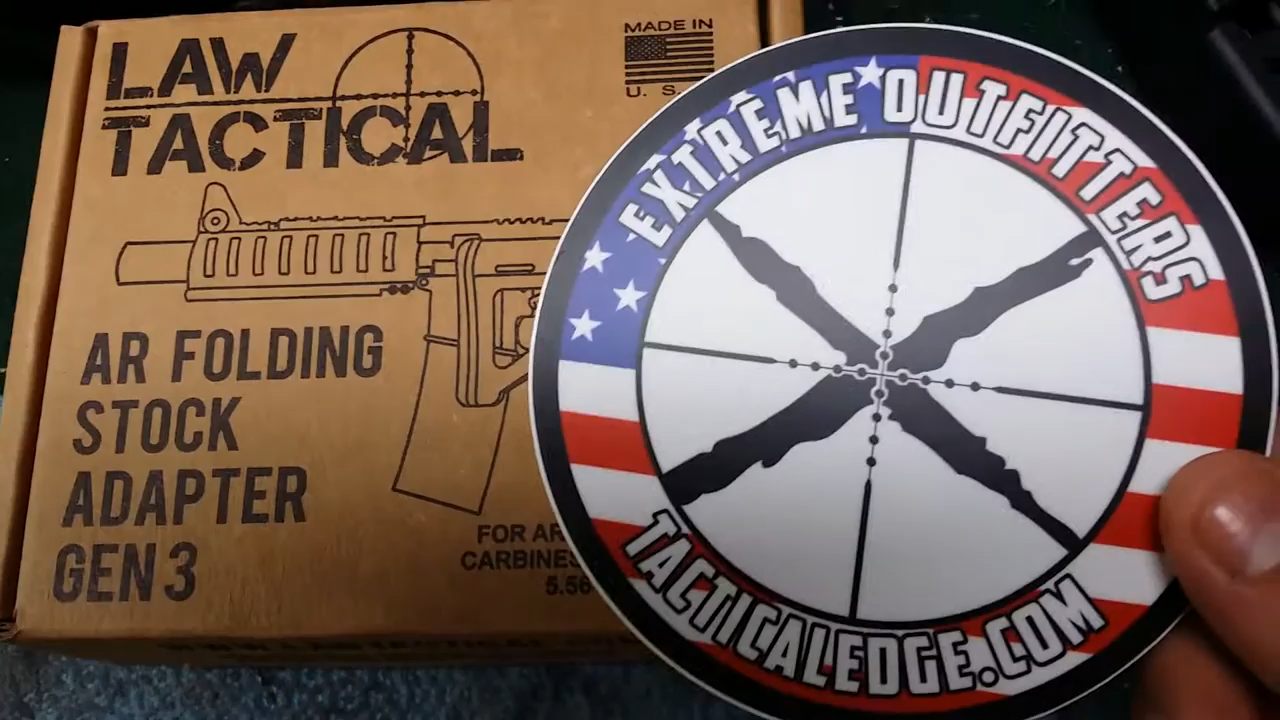 LAW
TACTICAL
MADE IN
U. S.
AR FOLDING
STOCK
ADAPTER
GEN 3
FOR AR
CARBINES
5.56
EXTREME OUTFITTERS
TACTICALEDGE.COM